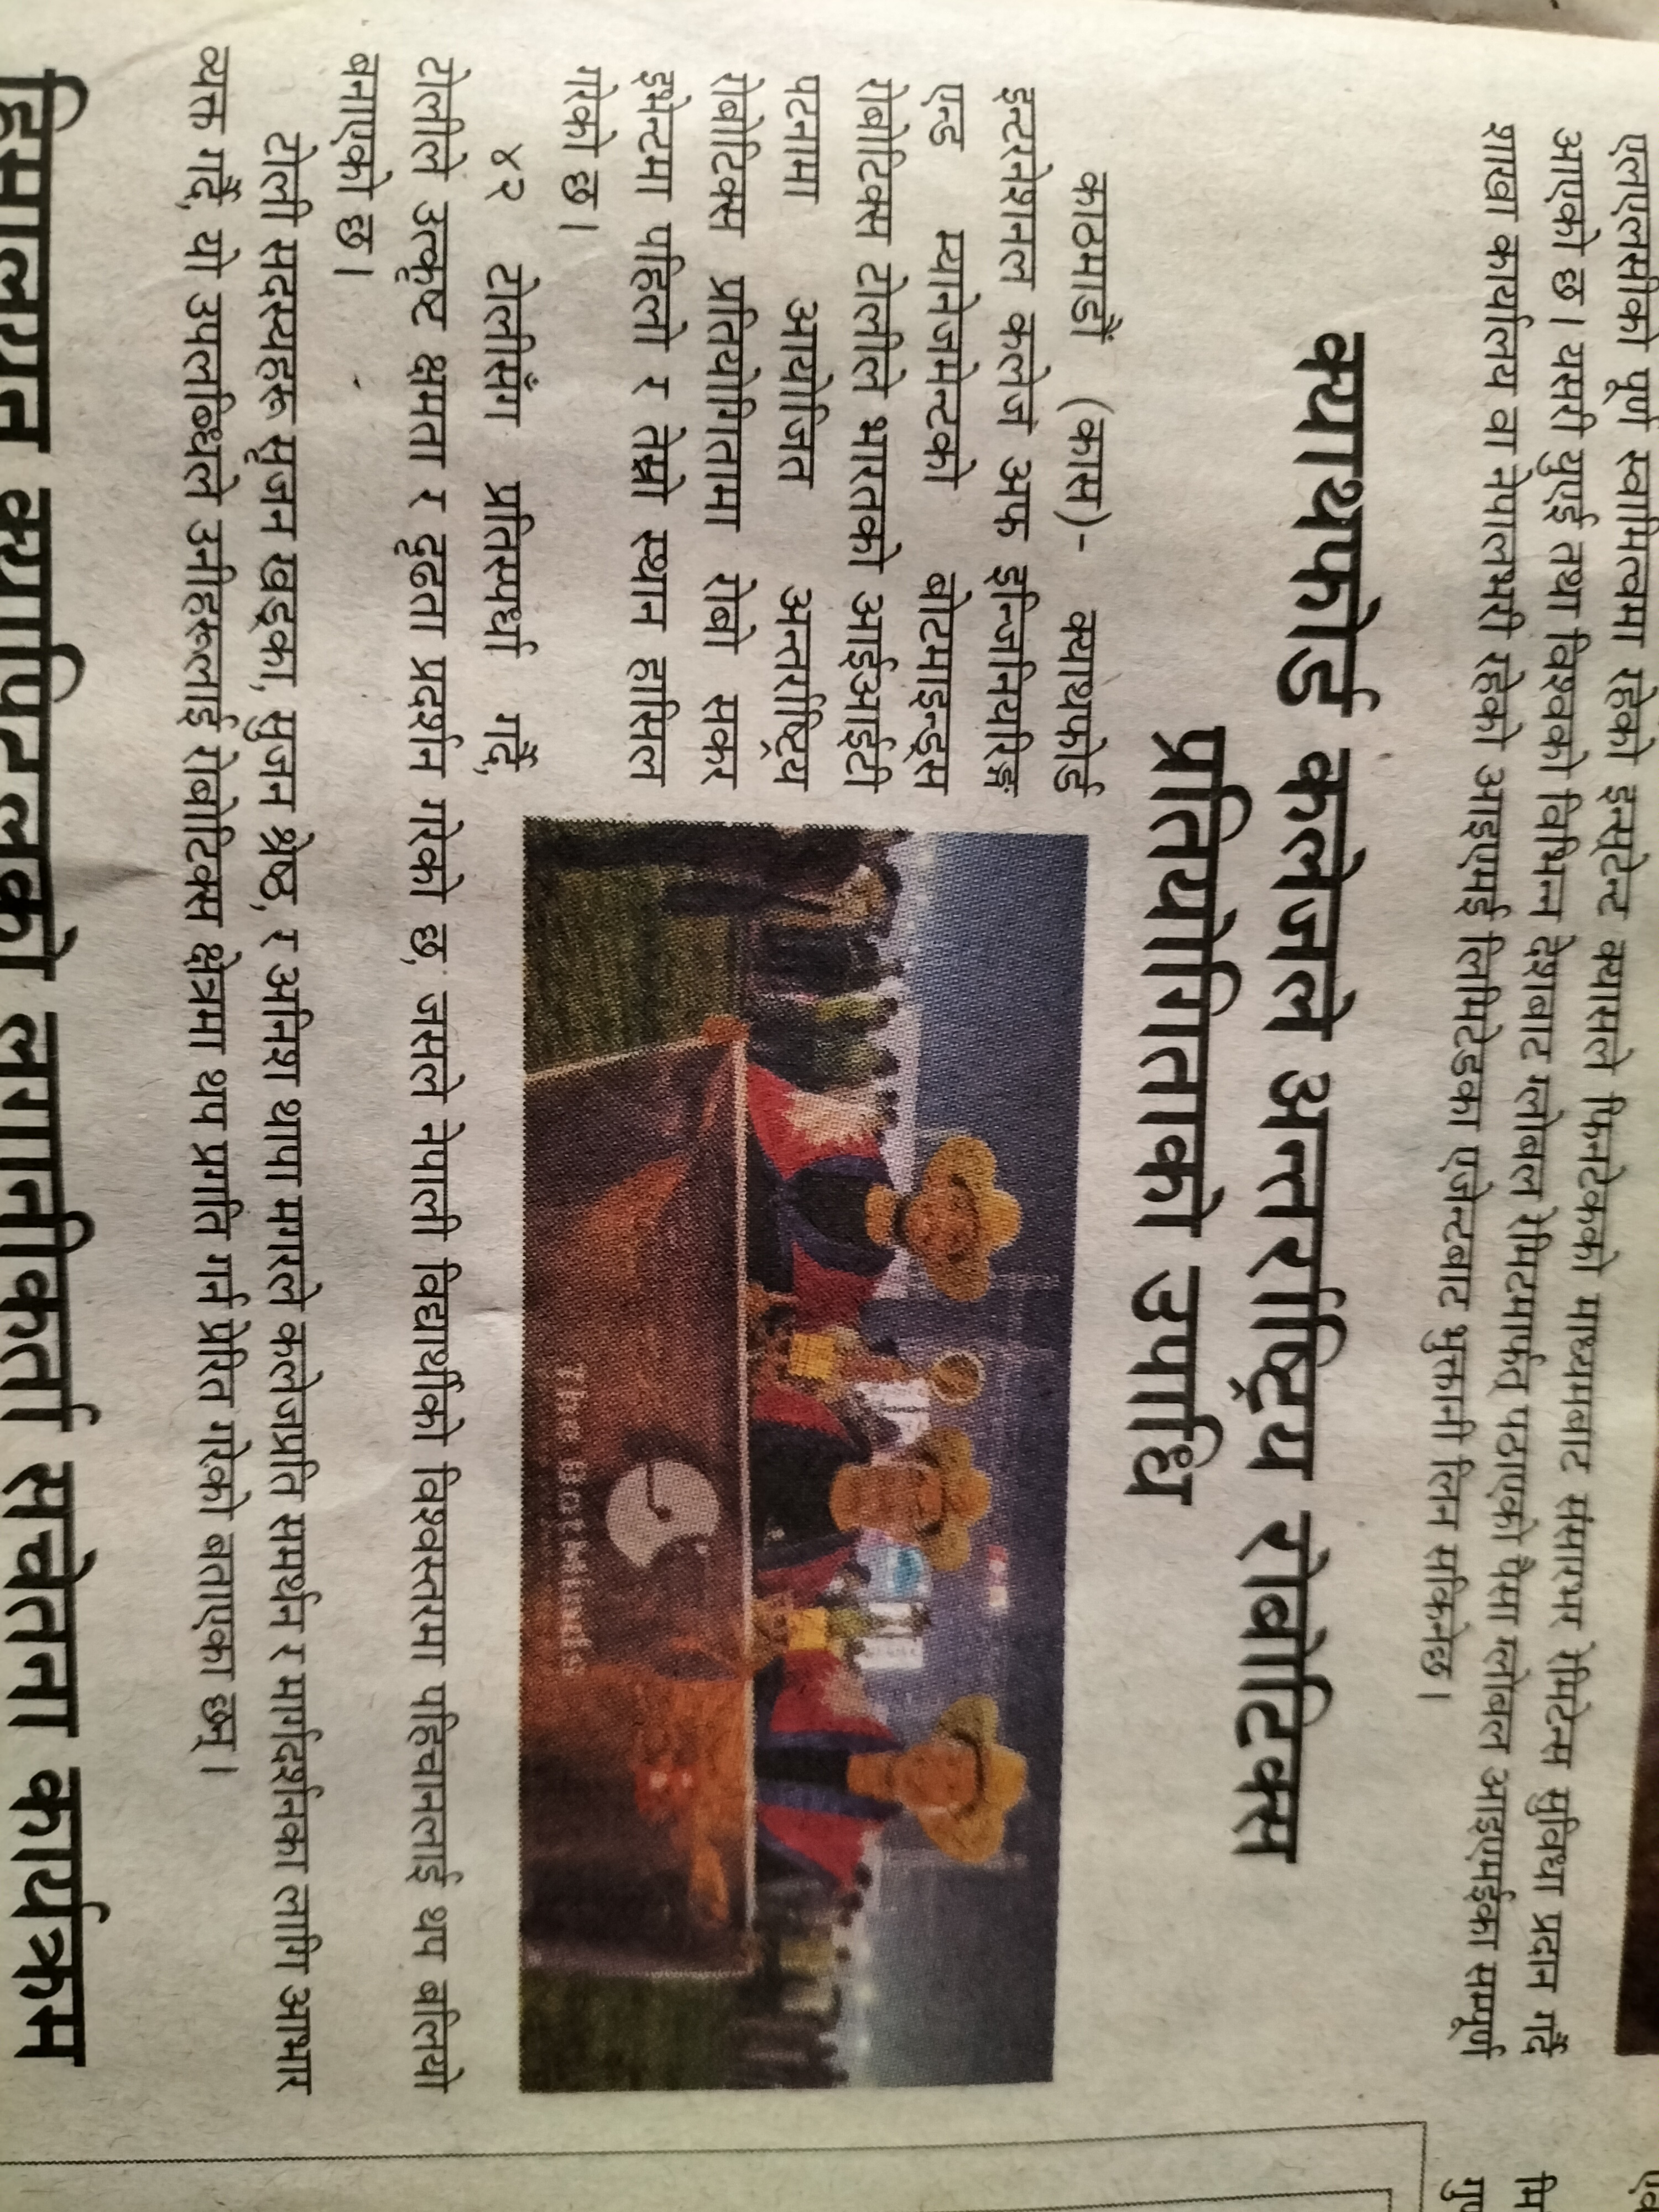 एलएलसीको पूर्ण स्वामित्वमा रहेको इन्स्टेन्ट क्यासले फिनटेकको माध्यमबाट संसारभर रेमिटेन्स सुविधा प्रदान गर्दै
आएको छ। यसरी युएई तथा विश्वको विभिन्न देशबाट ग्लोबल रेमिटमार्फत् पठाएको पैसा ग्लोबल आइएमईका सम्पूर्ण
शाखा कार्यालय वा नेपालभरी रहेको आइएमई लिमिटेडका एजेन्टबाट भुक्तानी लिन सकिनेछ।
क्याथफोर्ड कलेजले अन्तर्राष्ट्रिय रोबोटिक्स
प्रतियोगिताको उपाधि
काठमाडौं (कास)- क्याथफोर्ड
इन्टरनेशनल कलेज अफ इन्जिनियरिङ्ग
एन्ड म्यानेजमेन्टको बोटमाइन्ड्स
रोबोटिक्स टोलीले भारतको आईआईटी
पटनामा आयोजित अन्तर्राष्ट्रिय
रोबोटिक्स प्रतियोगितामा रोबो सकर
इभेन्टमा पहिलो र तेस्रो स्थान हासिल
गरेको छ।
The BotMinds
४२ टोलीसँग प्रतिस्पर्धा गर्दै,
टोलीले उत्कृष्ट क्षमता र दृढता प्रदर्शन गरेको छ, जसले नेपाली विद्यार्थीको विश्वस्तरमा पहिचानलाई थप बलियो
बनाएको छ।
टोली सदस्यहरू सृजन खड्का, सुजन श्रेष्ठ, र अनिश थापा मगरले कलेजप्रति समर्थन र मार्गदर्शनका लागि आभार
व्यक्त गर्दै, यो उपलब्धिले उनीहरूलाई रोबोटिक्स क्षेत्रमा थप प्रगति गर्न प्रेरित गरेको बताएका छन्।
हिमालयन क्यापिटलको लगानीकर्ता सचेतना कार्यक्रम